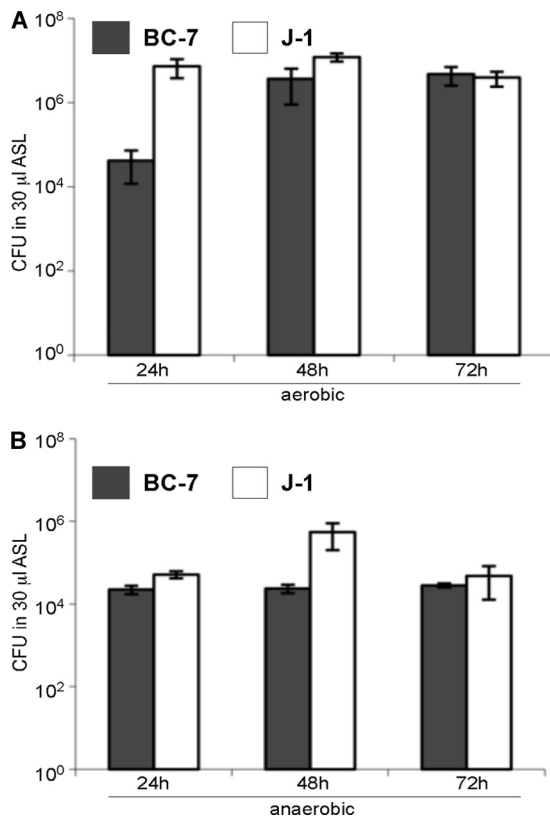 A
BC-7 J-1
CFU in 30 µl ASL
10^8
10^6
10^4
10^2
10^0
24h 48h 72h
aerobic
B
BC-7 J-1
CFU in 30 µl ASL
10^8
10^6
10^4
10^2
10^0
24h 48h 72h
anaerobic